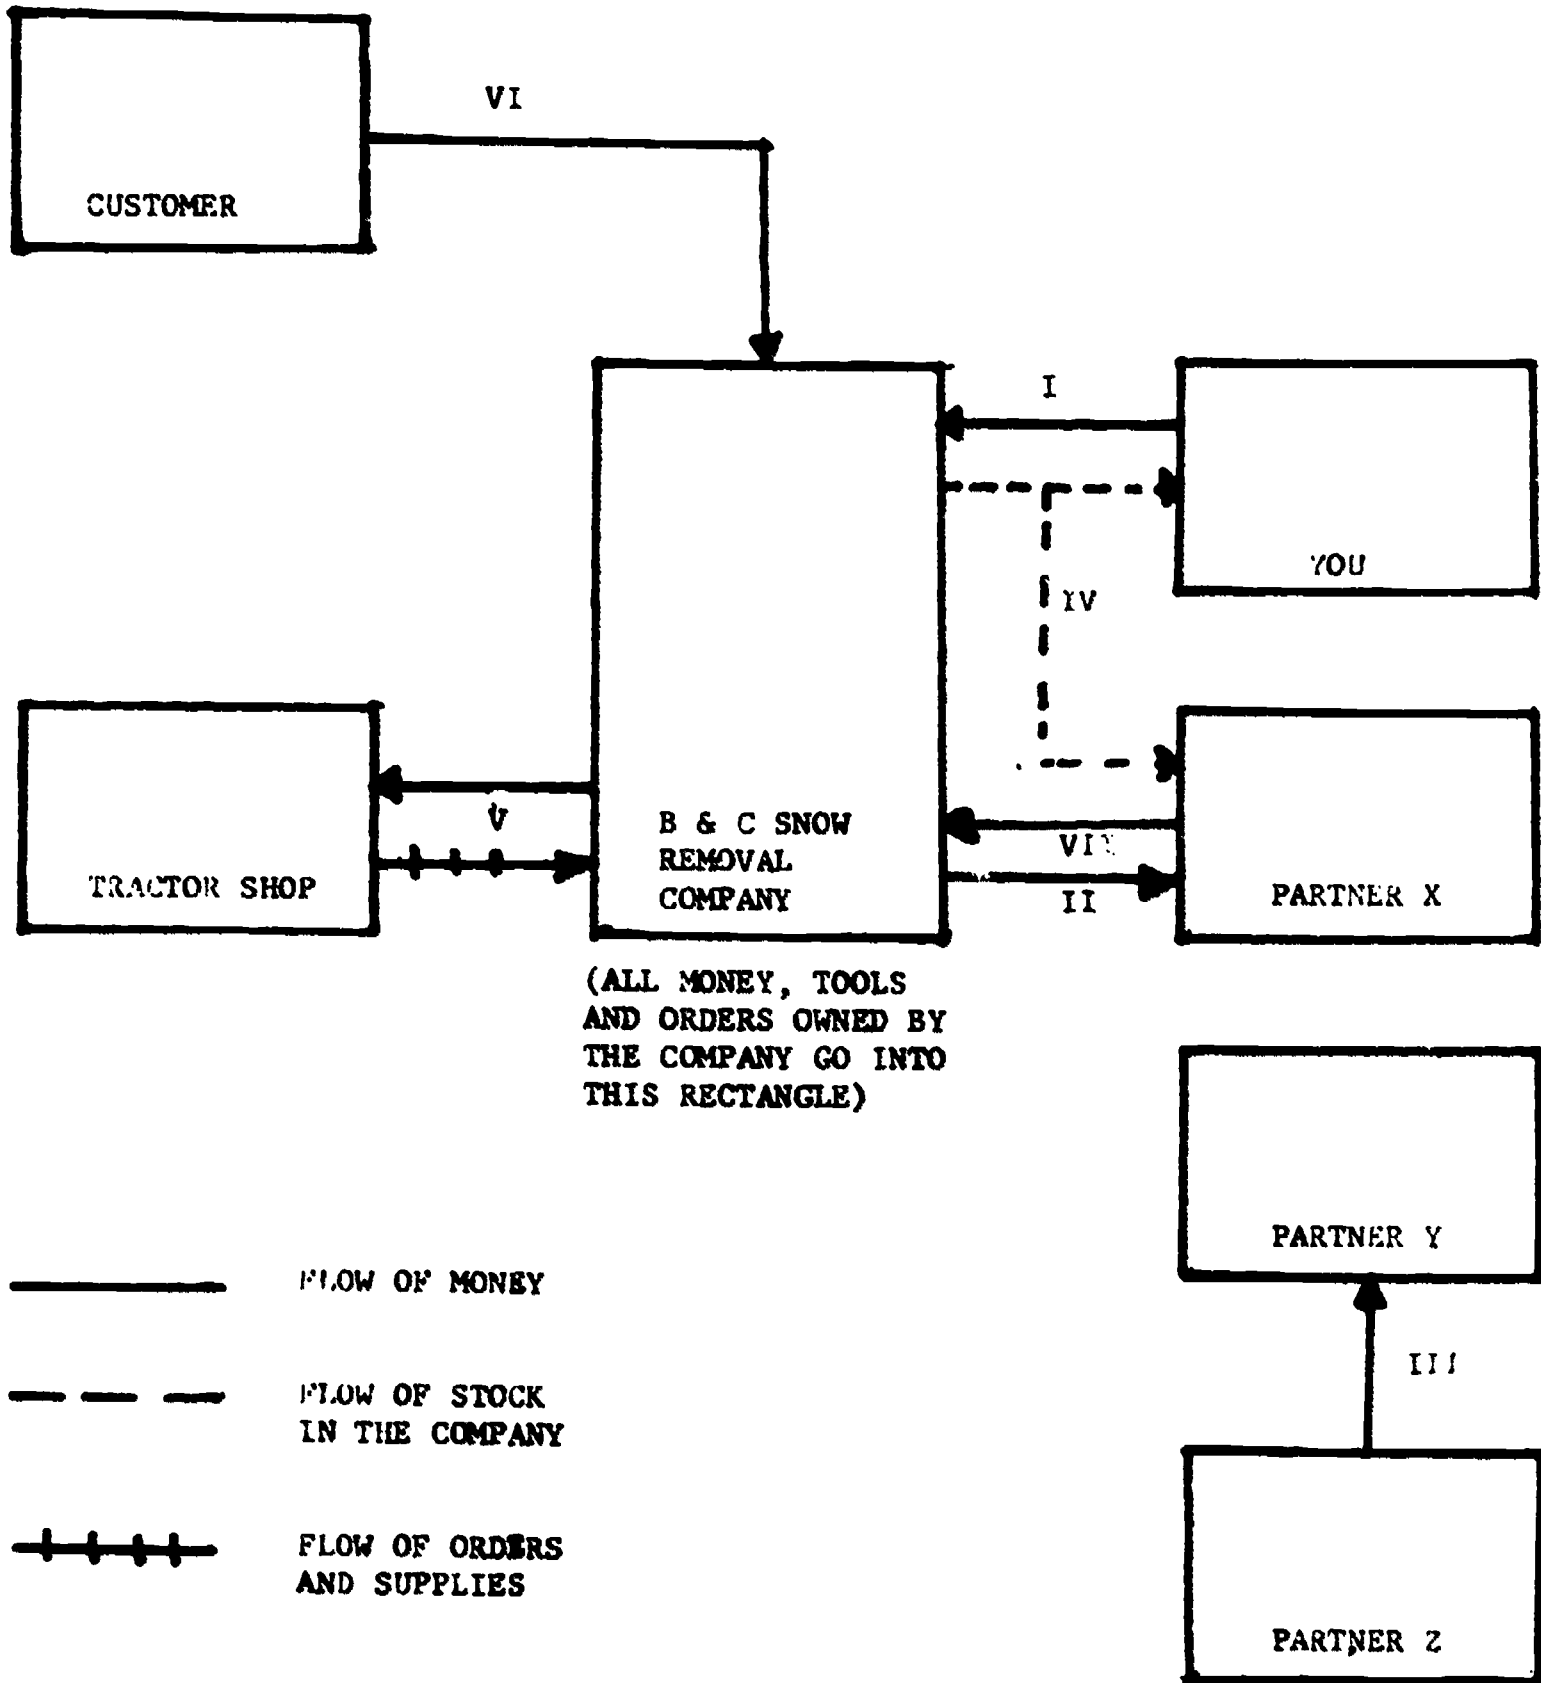 VI
CUSTOMER
I
YOU
IV
V
TRACTOR SHOP
B & C SNOW
REMOVAL
COMPANY
VII
II
PARTNER X
(ALL MONEY, TOOLS
AND ORDERS OWNED BY
THE COMPANY GO INTO
THIS RECTANGLE)
PARTNER Y
III
PARTNER Z
FLOW OF MONEY
FLOW OF STOCK
IN THE COMPANY
FLOW OF ORDERS
AND SUPPLIES